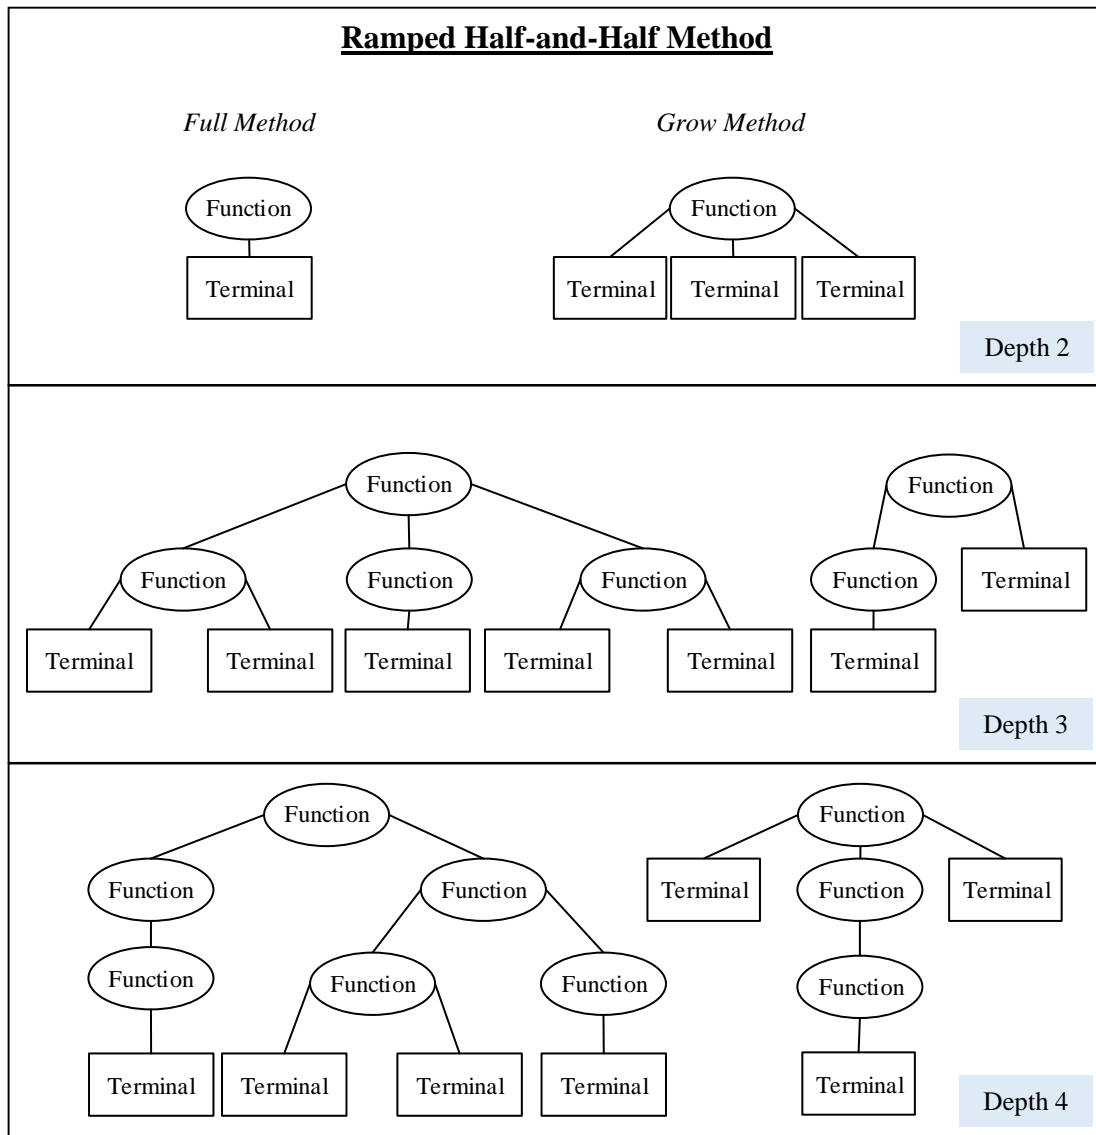 Ramped Half-and-Half Method
Full Method Grow Method
Function Function
Terminal Terminal Terminal Terminal
Depth 2
Function Function
Function Function Function Function Terminal
Terminal Terminal Terminal Terminal Terminal Terminal
Depth 3
Function Function
Function Function Terminal Function Terminal
Function Function Function Function
Terminal Terminal Terminal Terminal Terminal
Depth 4